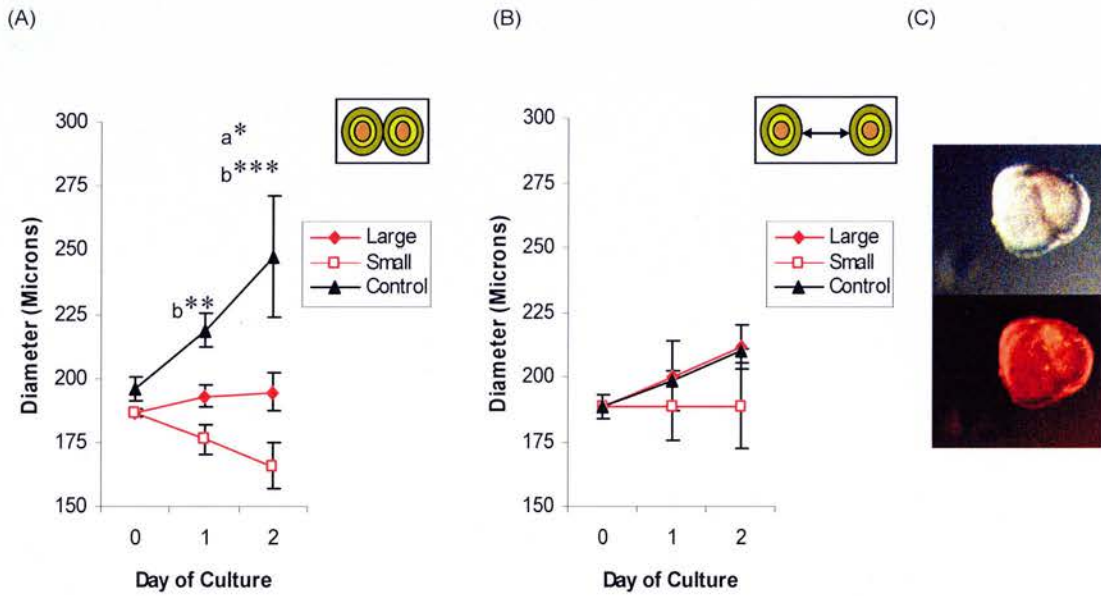 (A)
(B)
(C)
300
275
250
225
200
175
150
Diameter (Microns)
a*
b***
b**
Large
Small
Control
0 1 2
Day of Culture
300
275
250
225
200
175
150
Diameter (Microns)
Large
Small
Control
0 1 2
Day of Culture